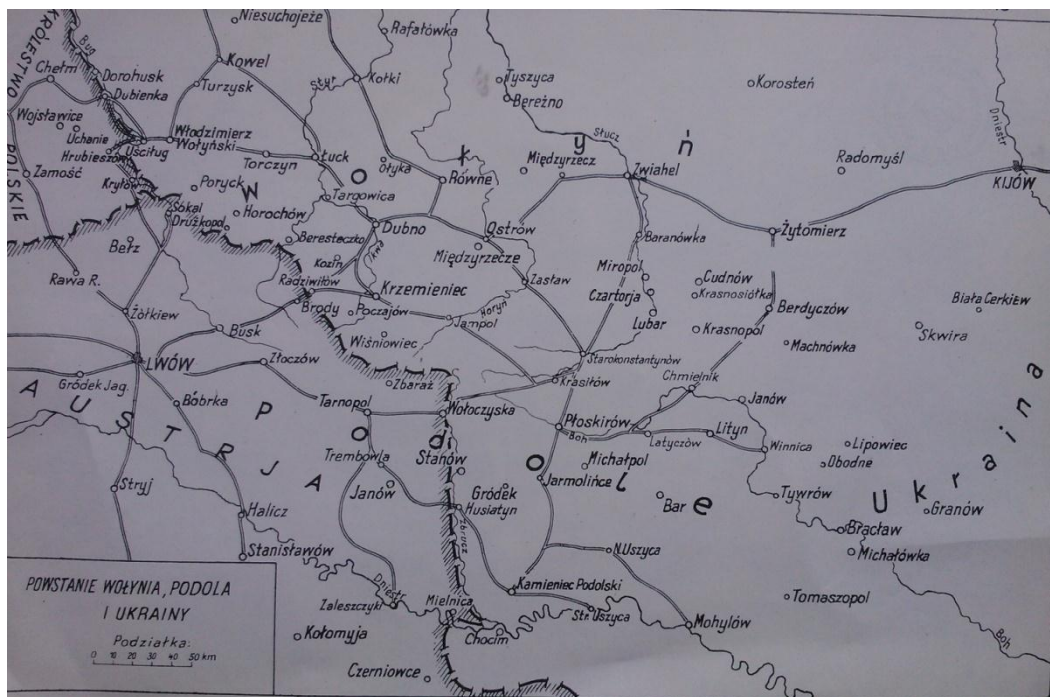 Niesuchojeże
Rafałówka
KRÓLESTWO POLSKIE
Bug
Kowel
Styr
Kołki
Chełm
Dorohusk
Dubienka
Turzysk
Tyszyca
Bereźno
Korosteń
Dniestr
Wojsławice
Uchanie
Hrubieszów
Uściług
Włodzimierz
Wołyński
Torczyn
Łuck
Ołyka
Słucz
Międzyrzecz
Zwiahel
Radomyśl
KIJÓW
Zamość
Kryłów
Poryck
Równe
W o ł y ń
Sokal
Drużkopol
Horochów
Targowica
Dubno
OstróW
Baranówka
Żytomierz
Bełz
Beresteczko
Kozin
Ikwa
Międzyrzecze
Zasław
Miropol
Cudnów
Rawa R.
Radziwiłów
Krzemieniec
Czartorja
Krasnosiółka
Berdyczów
Biała Cerkiew
Żółkiew
Brody
Poczajów
Horyń
Jampol
Lubar
Krasnopol
Skwira
Busk
Wiśniowiec
Machnówka
LWÓW
Złoczów
Starokonstantynów
Gródek Jag.
Zbaraż
Krasiłów
Chmielnik
Janów
Bóbrka
Tarnopol
Wołoczyska
Płoskirów
Boh
Latyczów
Lityn
Winnica
Lipowiec
Obodne
AUSTRJA
P o d o l e
Ukraina
Trembowla
Stanów
Michałpol
Stryj
Janów
Gródek
Husiatyn
Jarmolińce
Bar
Tywrów
Granów
Halicz
Zbrucz
Bracław
Michałówka
Stanisławów
N.Uszyca
POWSTANIE WOŁYNIA, PODOLA
I UKRAINY
Podziałka:
0 10 20 30 40 50 km
Dniestr
Zaleszczyki
Mielnica
Kamieniec Podolski
Str. Uszyca
Tomaszopol
Kołomyja
Chocim
Mohylów
Boh
Czerniowce